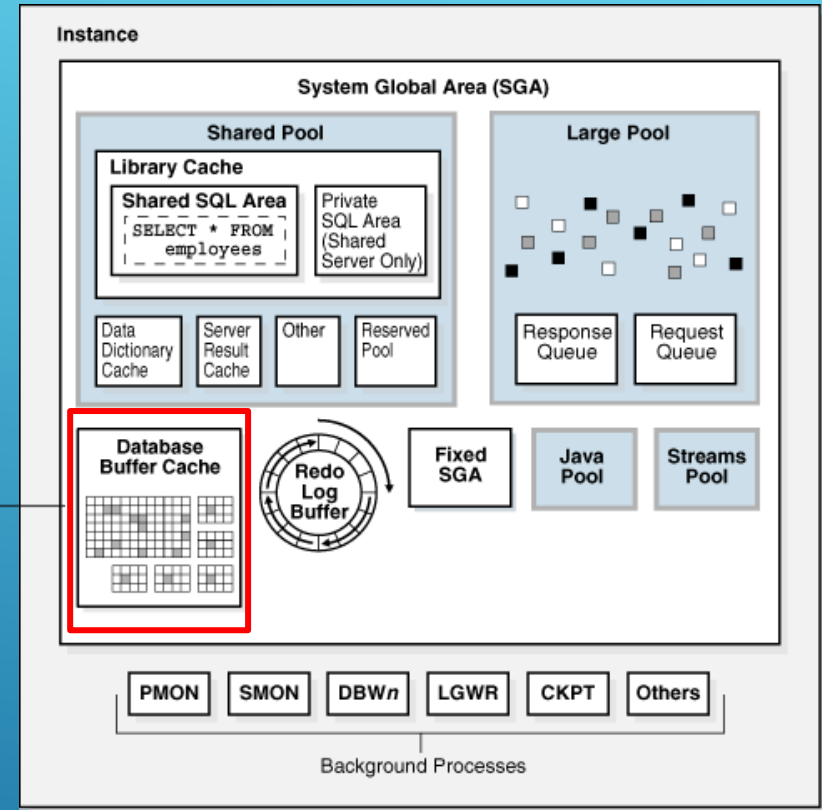 Instance
System Global Area (SGA)
Shared Pool
Library Cache
Shared SQL Area
SELECT * FROM
employees
Private
SQL Area
(Shared
Server Only)
Data
Dictionary
Cache
Server
Result
Cache
Other
Reserved
Pool
Large Pool
Response
Queue
Request
Queue
Database
Buffer Cache
Redo
Log
Buffer
Fixed
SGA
Java
Pool
Streams
Pool
PMON
SMON
DBWn
LGWR
CKPT
Others
Background Processes